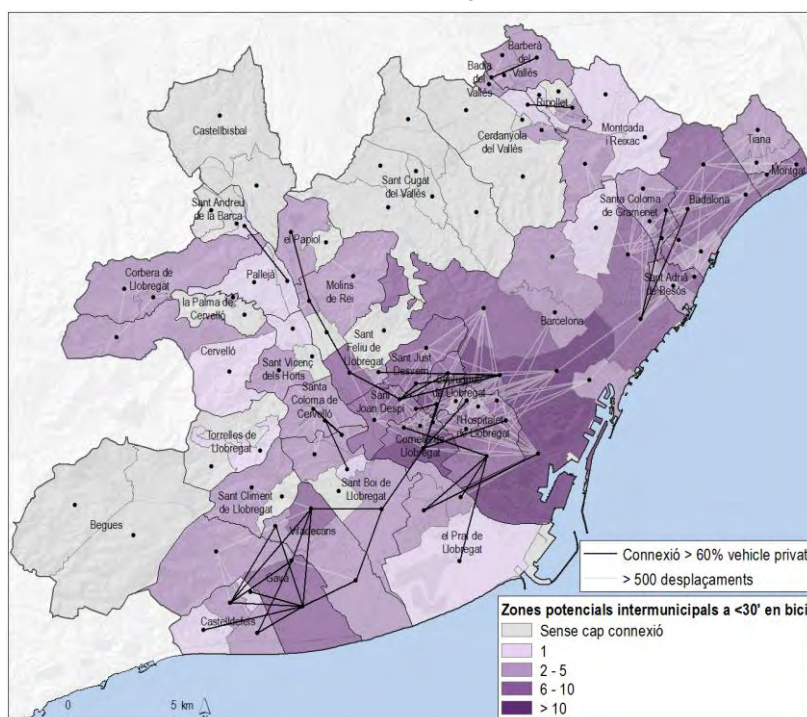 Barberà
del
Vallès
Badia
del
Vallès
Ripollet
Castellbisbal
Cerdanyola
del Vallès
Montcada
i Reixac
Tiana
Montgat
Sant Cugat
del Vallès
Sant Andreu
de la Barca
Santa Coloma
de Gramenet
Badalona
el Papiol
Corbera de
Llobregat
Pallejà
Molins
de Rei
la Palma de
Cervelló
Sant Adrià
de Besòs
Barcelona
Sant
Feliu de
Llobregat
Cervelló
Sant Just
Desvern
Sant Vicenç
dels Horts
Santa
Coloma de
Cervelló
Esplugues
de Llobregat
Sant
Joan Despí
l'Hospitalet
de Llobregat
Cornellà de
Llobregat
Torrelles de
Llobregat
Sant Boi de
Llobregat
Sant Climent
de Llobregat
Begues
Viladecans
el Prat de
Llobregat
Gavà
Castelldefels
Connexió > 60% vehicle privat
> 500 desplaçaments
Zones potencials intermunicipals a <30' en bici
Sense cap connexió
1
2 - 5
6 - 10
> 10
0 5 km